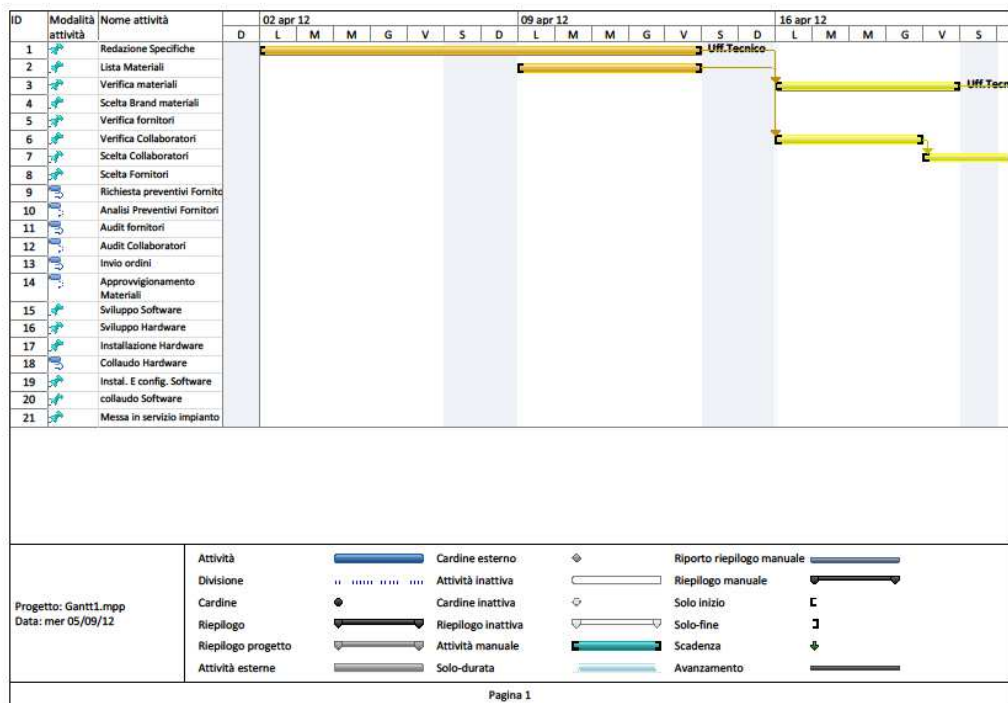 ID Modalità attività Nome attività 02 apr 12 09 apr 12 16 apr 12
D L M M G V S D L M M G V S D L M M G V S
1 Redazione Specifiche Uff.Tecnico
2 Lista Materiali
3 Verifica materiali Uff.Tecn
4 Scelta Brand materiali
5 Verifica fornitori
6 Verifica Collaboratori
7 Scelta Collaboratori
8 Scelta Fornitori
9 Richiesta preventivi Fornito
10 Analisi Preventivi Fornitori
11 Audit fornitori
12 Audit Collaboratori
13 Invio ordini
14 Approvvigionamento
Materiali
15 Sviluppo Software
16 Sviluppo Hardware
17 Installazione Hardware
18 Collaudo Hardware
19 Instal. E config. Software
20 collaudo Software
21 Messa in servizio impianto
Progetto: Gantt1.mpp
Data: mer 05/09/12
Attività Cardine esterno Riporto riepilogo manuale
Divisione Attività inattiva Riepilogo manuale
Cardine Cardine inattiva Solo inizio
Riepilogo Riepilogo inattiva Solo-fine
Riepilogo progetto Attività manuale Scadenza
Attività esterne Solo-durata Avanzamento
Pagina 1